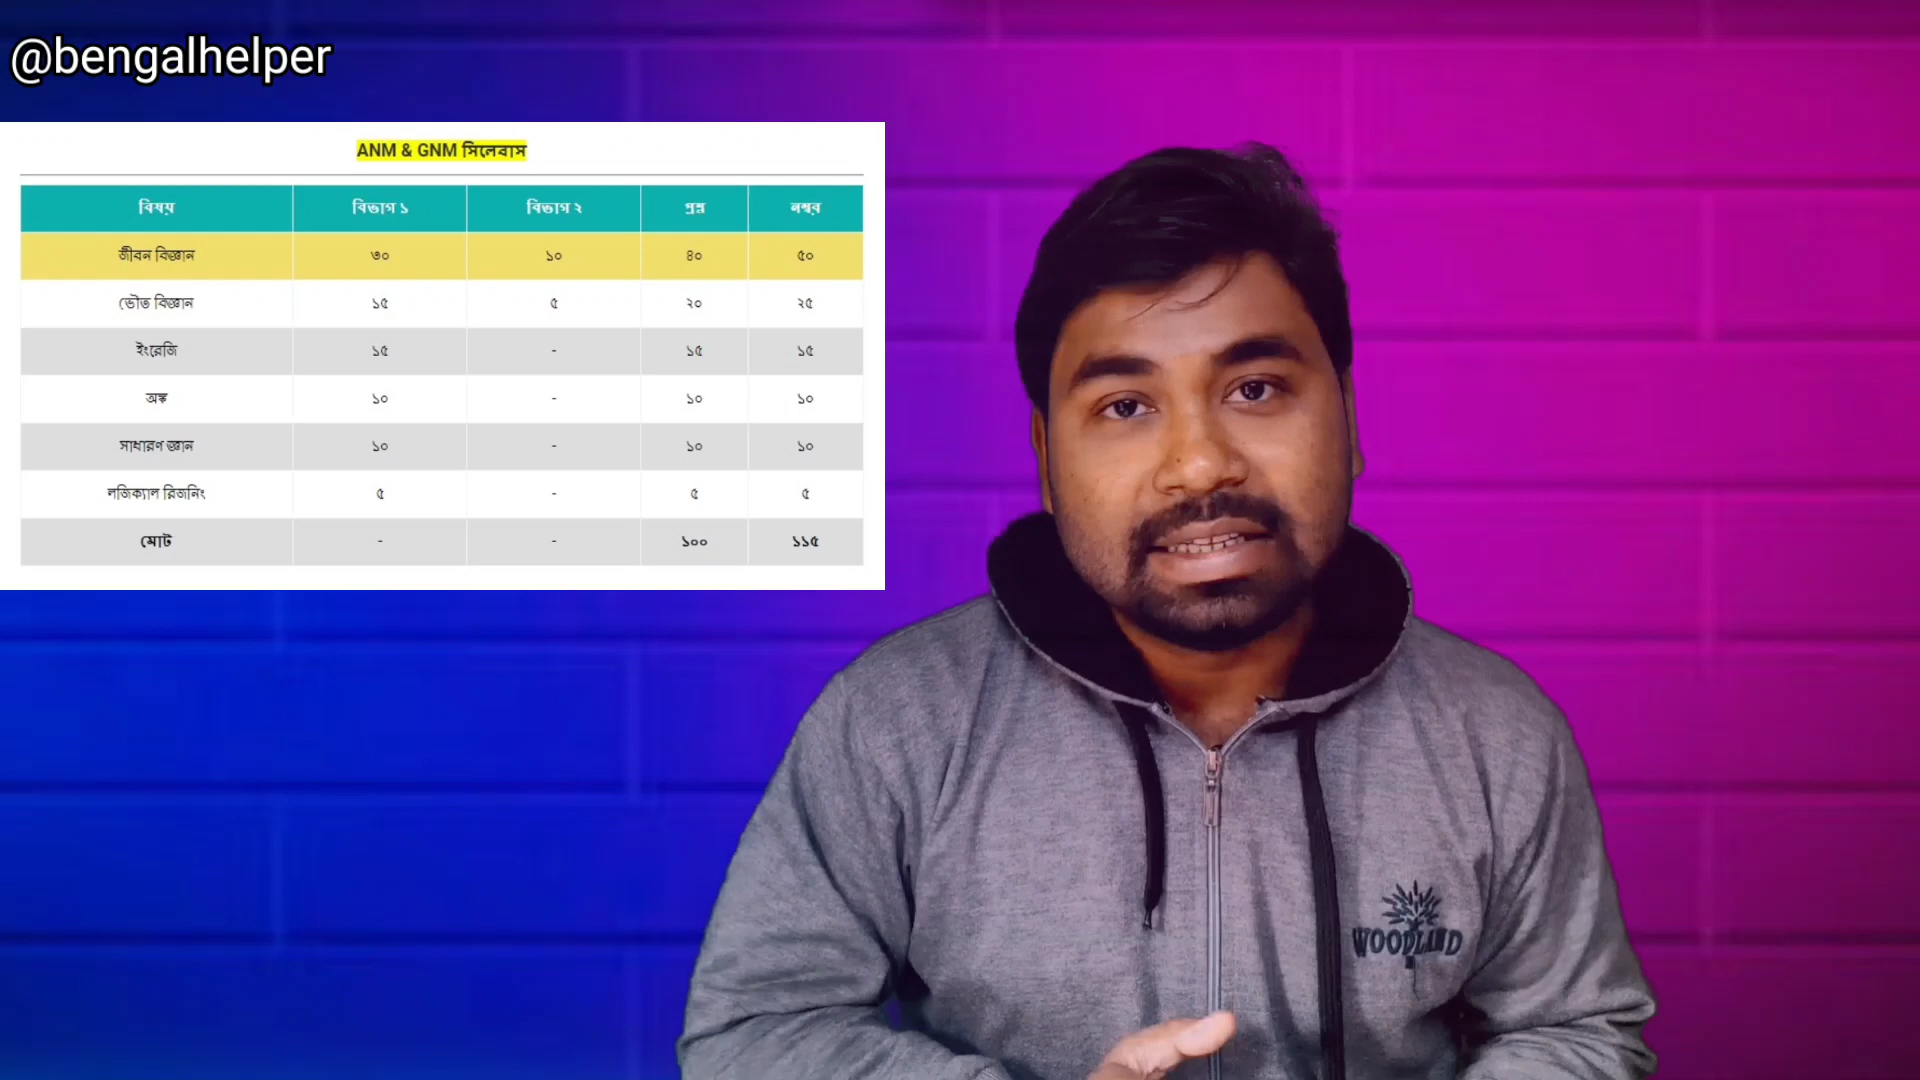 @bengalhelper
ANM & GNM সিলেবাস
বিষয় বিভাগ ১ বিভাগ ২ প্রশ্ন নম্বর
জীবন বিজ্ঞান ৩০ ১০ ৪০ ৫০
ভৌত বিজ্ঞান ১৫ ৫ ২০ ২৫
ইংরেজি ১৫ - ১৫ ১৫
অঙ্ক ১০ - ১০ ১০
সাধারণ জ্ঞান ১০ - ১০ ১০
লজিক্যাল রিজনিং ৫ - ৫ ৫
মোট - - ১০০ ১১৫
WOODLAND